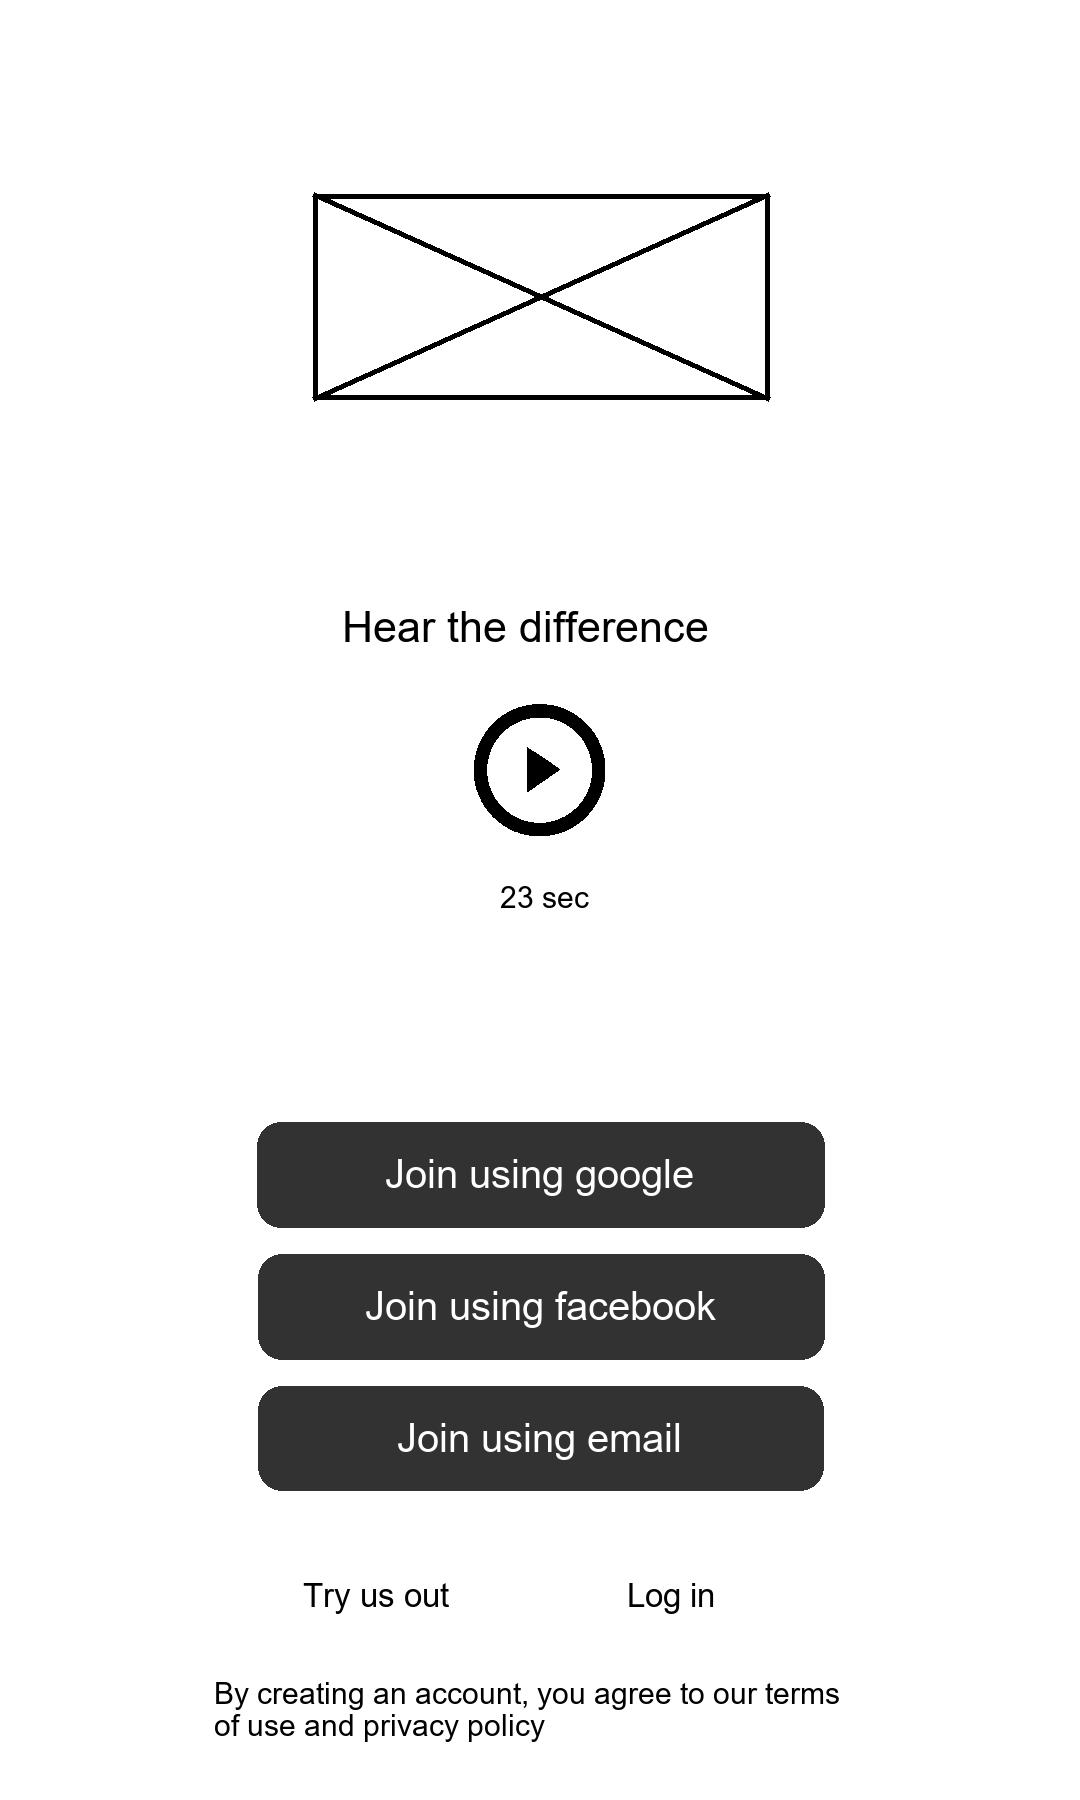 Hear the difference
23 sec
Join using google
Join using facebook
Join using email
Try us out
Log in
By creating an account, you agree to our terms
of use and privacy policy